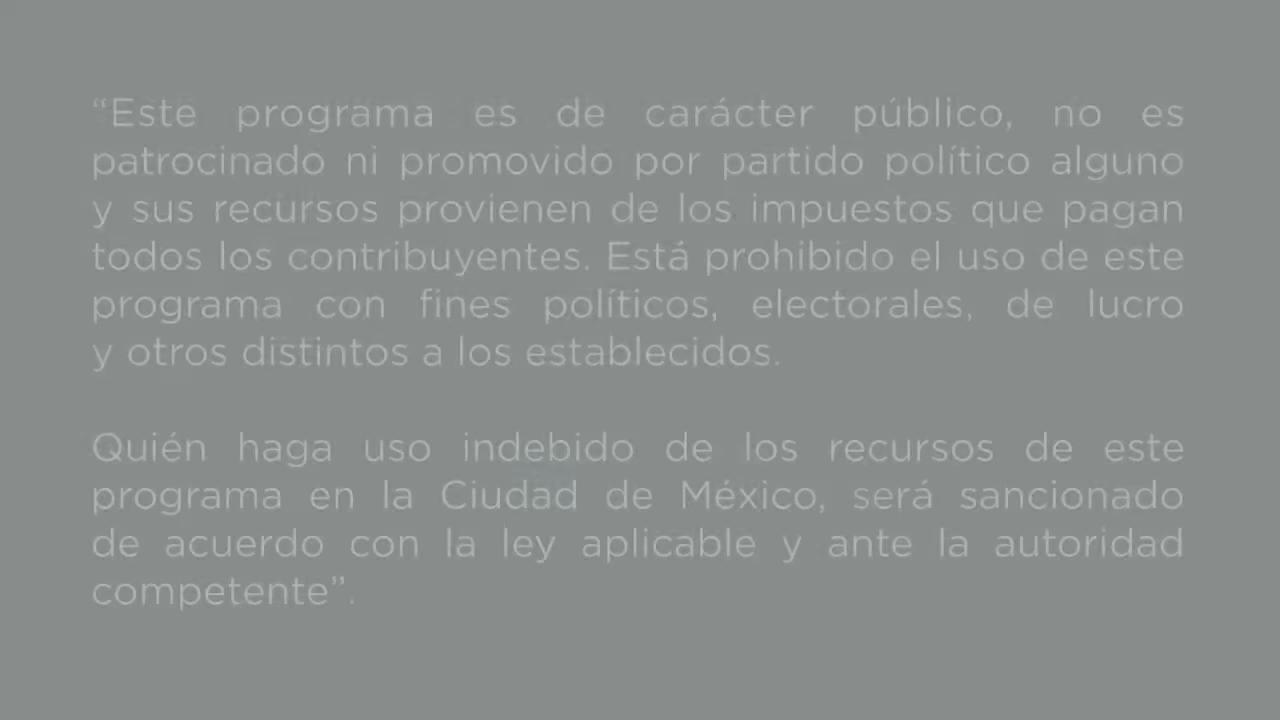 “Este programa es de carácter público, no es
patrocinado ni promovido por partido político alguno
y sus recursos provienen de los impuestos que pagan
todos los contribuyentes. Está prohibido el uso de este
programa con fines políticos, electorales, de lucro
y otros distintos a los establecidos.
Quién haga uso indebido de los recursos de este
programa en la Ciudad de México, será sancionado
de acuerdo con la ley aplicable y ante la autoridad
competente”.